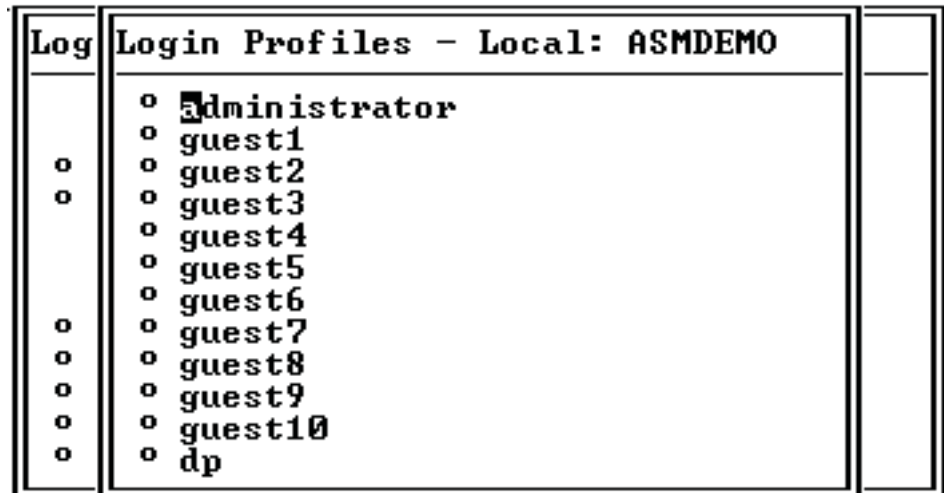 Log
Login Profiles - Local: ASMDEMO
administrator
guest1
guest2
guest3
guest4
guest5
guest6
guest7
guest8
guest9
guest10
dp